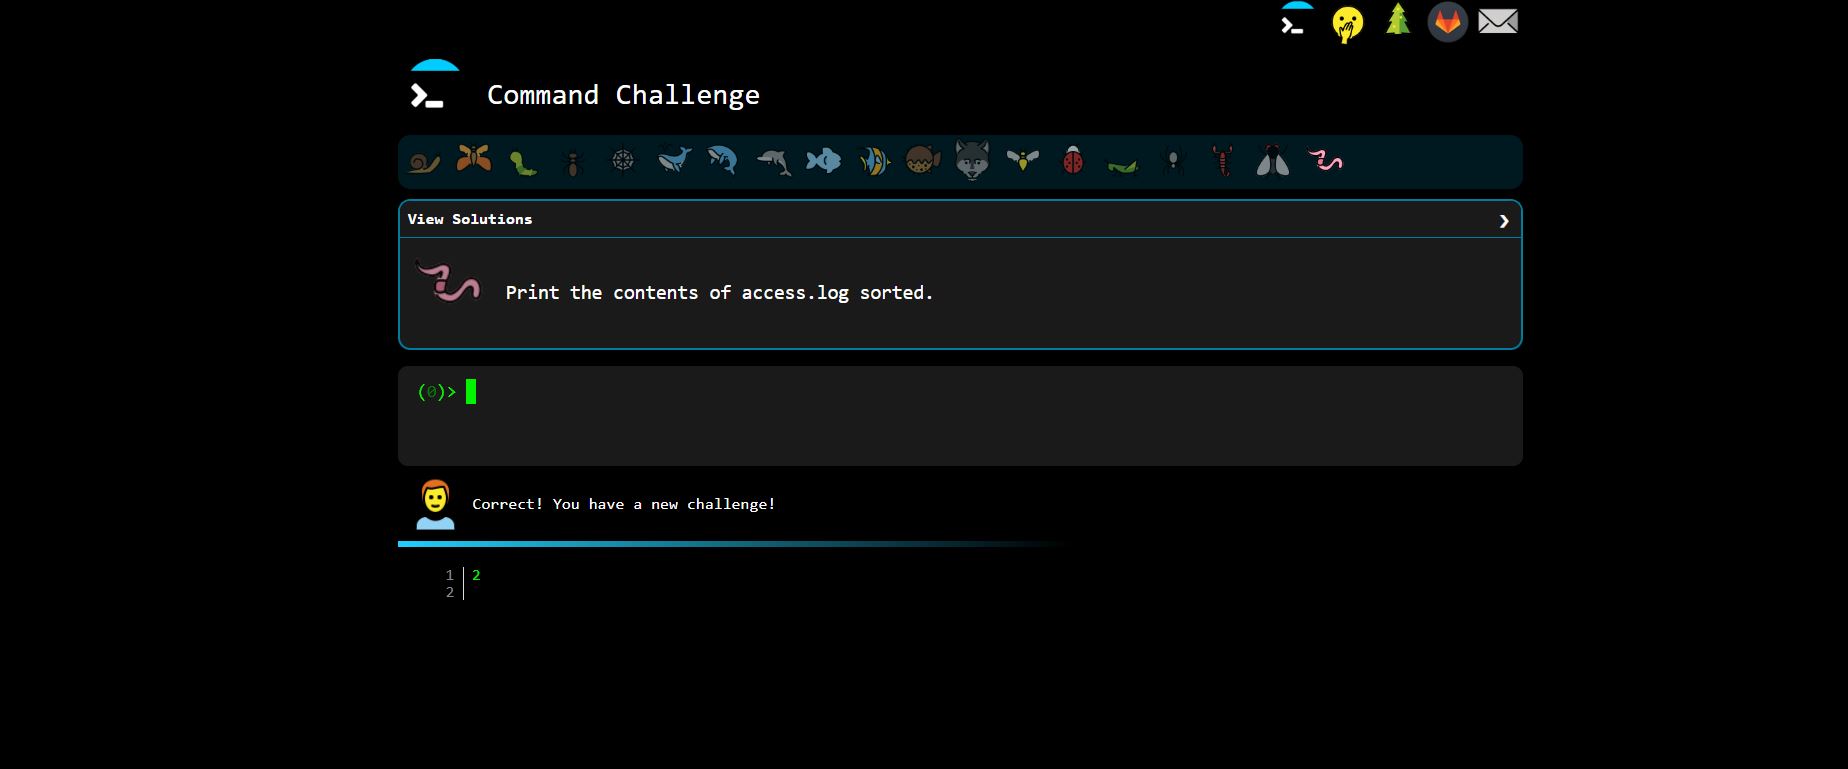 Command Challenge
View Solutions
Print the contents of access.log sorted.
(0)>
Correct! You have a new challenge!
1 2
2